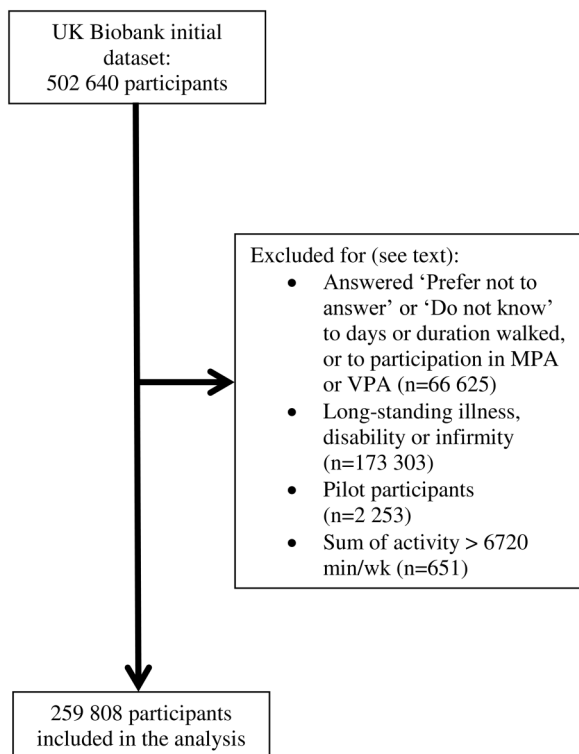 UK Biobank initial
dataset:
502 640 participants
Excluded for (see text):
• Answered ‘Prefer not to
answer’ or ‘Do not know’
to days or duration walked,
or to participation in MPA
or VPA (n=66 625)
• Long-standing illness,
disability or infirmity
(n=173 303)
• Pilot participants
(n=2 253)
• Sum of activity > 6720
min/wk (n=651)
259 808 participants
included in the analysis